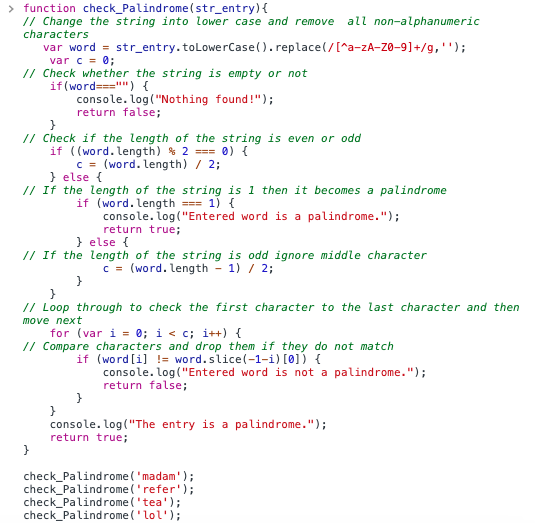 > function check_Palindrome(str_entry){
// Change the string into lower case and remove  all non-alphanumeric
characters
   var word = str_entry.toLowerCase().replace(/[^a-zA-Z0-9]+/g,'');
    var c = 0;
// Check whether the string is empty or not
    if(word==="") {
        console.log("Nothing found!");
        return false;
    }
// Check if the length of the string is even or odd
    if ((word.length) % 2 === 0) {
        c = (word.length) / 2;
    } else {
// If the length of the string is 1 then it becomes a palindrome
        if (word.length === 1) {
            console.log("Entered word is a palindrome.");
            return true;
        } else {
// If the length of the string is odd ignore middle character
            c = (word.length - 1) / 2;
        }
    }
// Loop through to check the first character to the last character and then
move next
    for (var i = 0; i < c; i++) {
// Compare characters and drop them if they do not match
        if (word[i] != word.slice(-1-i)[0]) {
            console.log("Entered word is not a palindrome.");
            return false;
        }
    }
    console.log("The entry is a palindrome.");
    return true;
}

check_Palindrome('madam');
check_Palindrome('refer');
check_Palindrome('tea');
check_Palindrome('lol');